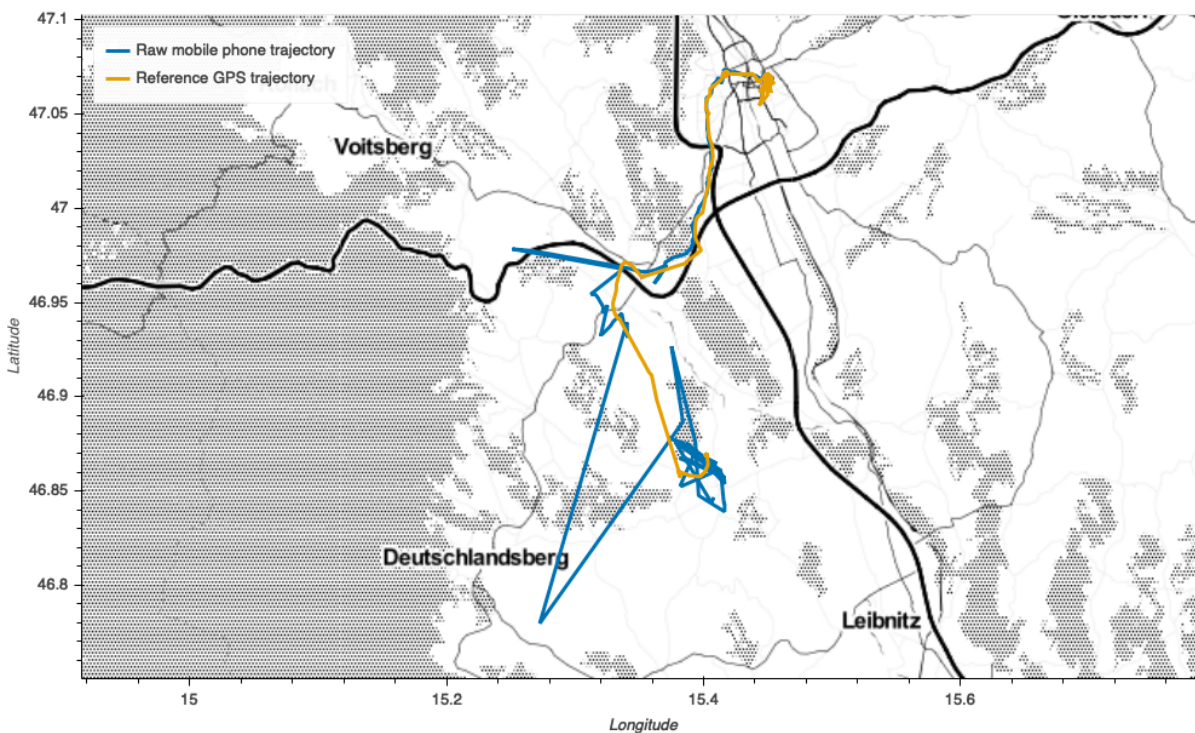 47.1
Raw mobile phone trajectory
Reference GPS trajectory
47.05
Voitsberg
47
46.95
Latitude
46.9
46.85
Deutschlandsberg
46.8
Leibnitz
15
15.2
15.4
15.6
Longitude